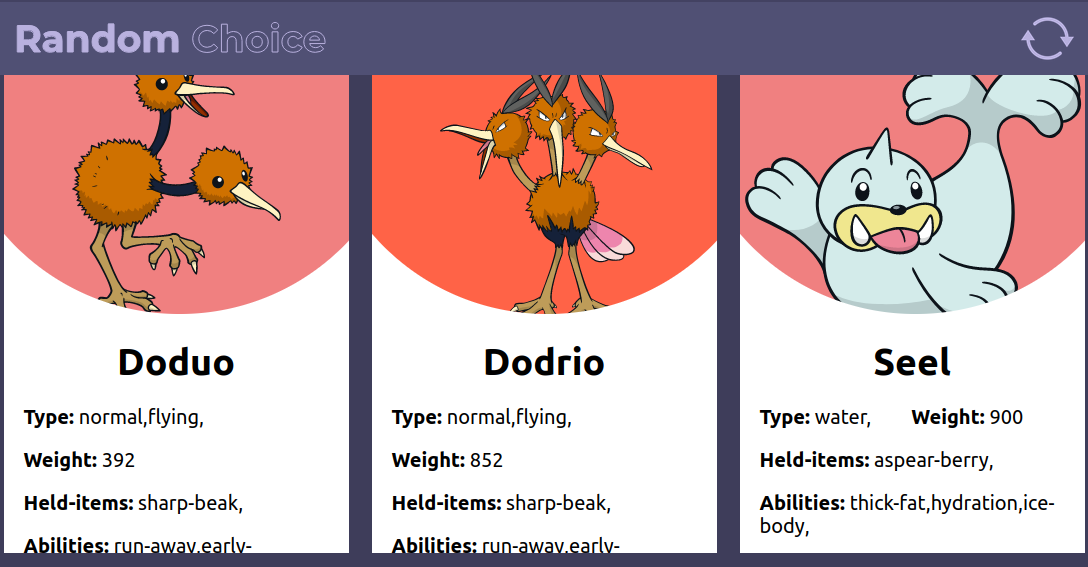 Random Choice
Doduo
Type: normal,flying,
Weight: 392
Held-items: sharp-beak,
Abilities: run-away,early-
Dodrio
Type: normal,flying,
Weight: 852
Held-items: sharp-beak,
Abilities: run-away,early-
Seel
Type: water, Weight: 900
Held-items: aspear-berry,
Abilities: thick-fat,hydration,ice-
body,